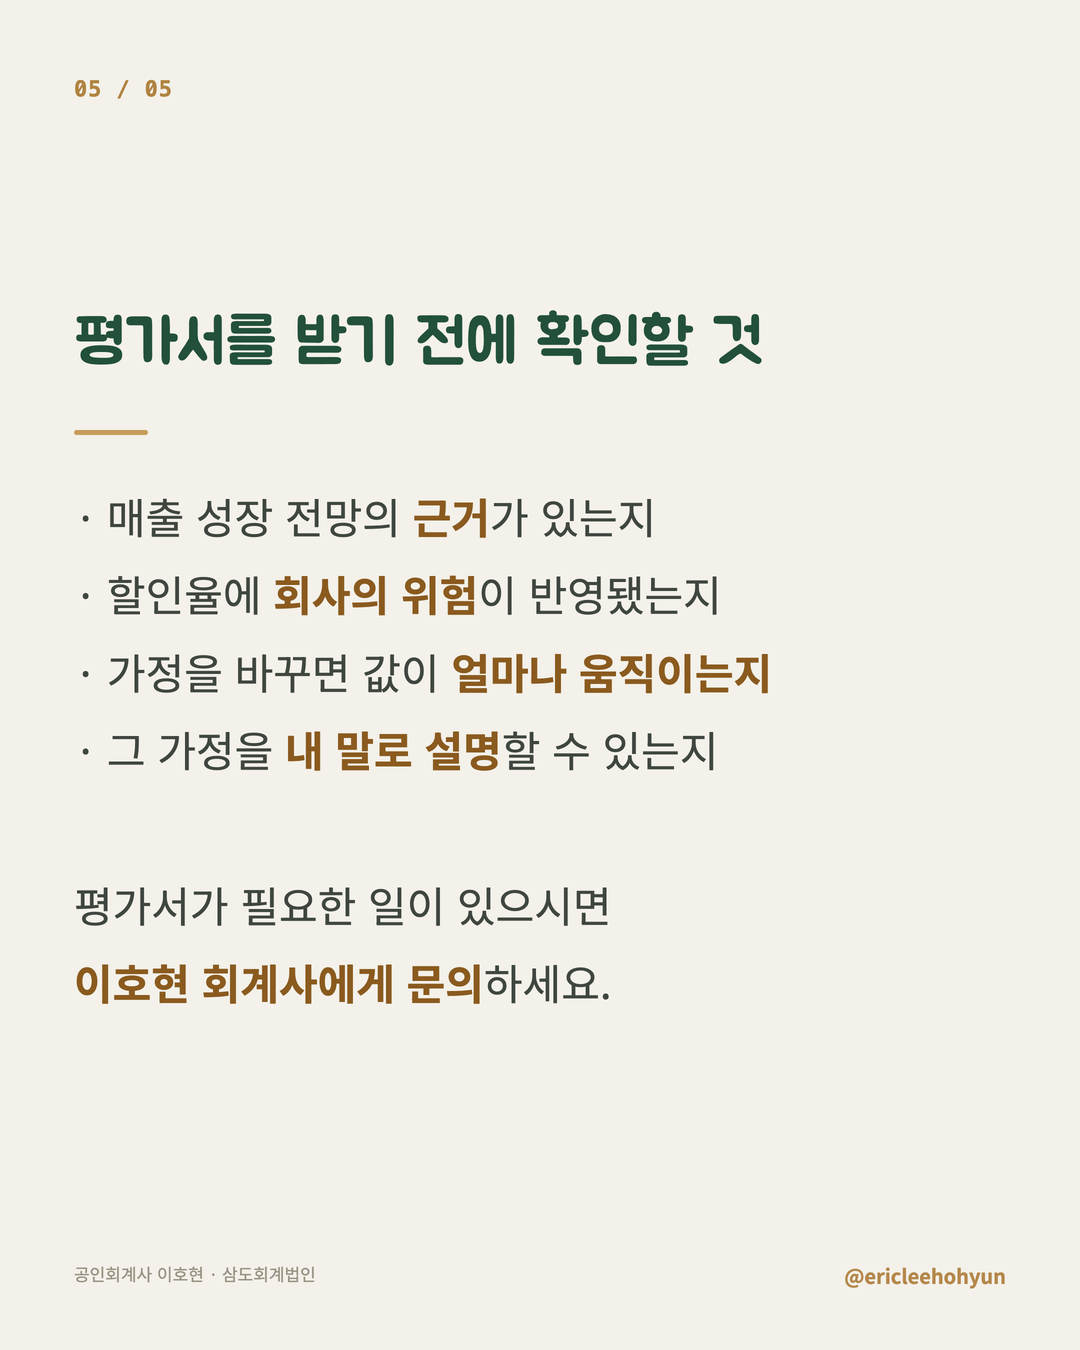 05 / 05
평가서를 받기 전에 확인할 것
· 매출 성장 전망의 근거가 있는지
· 할인율에 회사의 위험이 반영됐는지
· 가정을 바꾸면 값이 얼마나 움직이는지
· 그 가정을 내 말로 설명할 수 있는지
평가서가 필요한 일이 있으시면
이호현 회계사에게 문의하세요.
공인회계사 이호현 · 삼도회계법인
@ericleehohyun